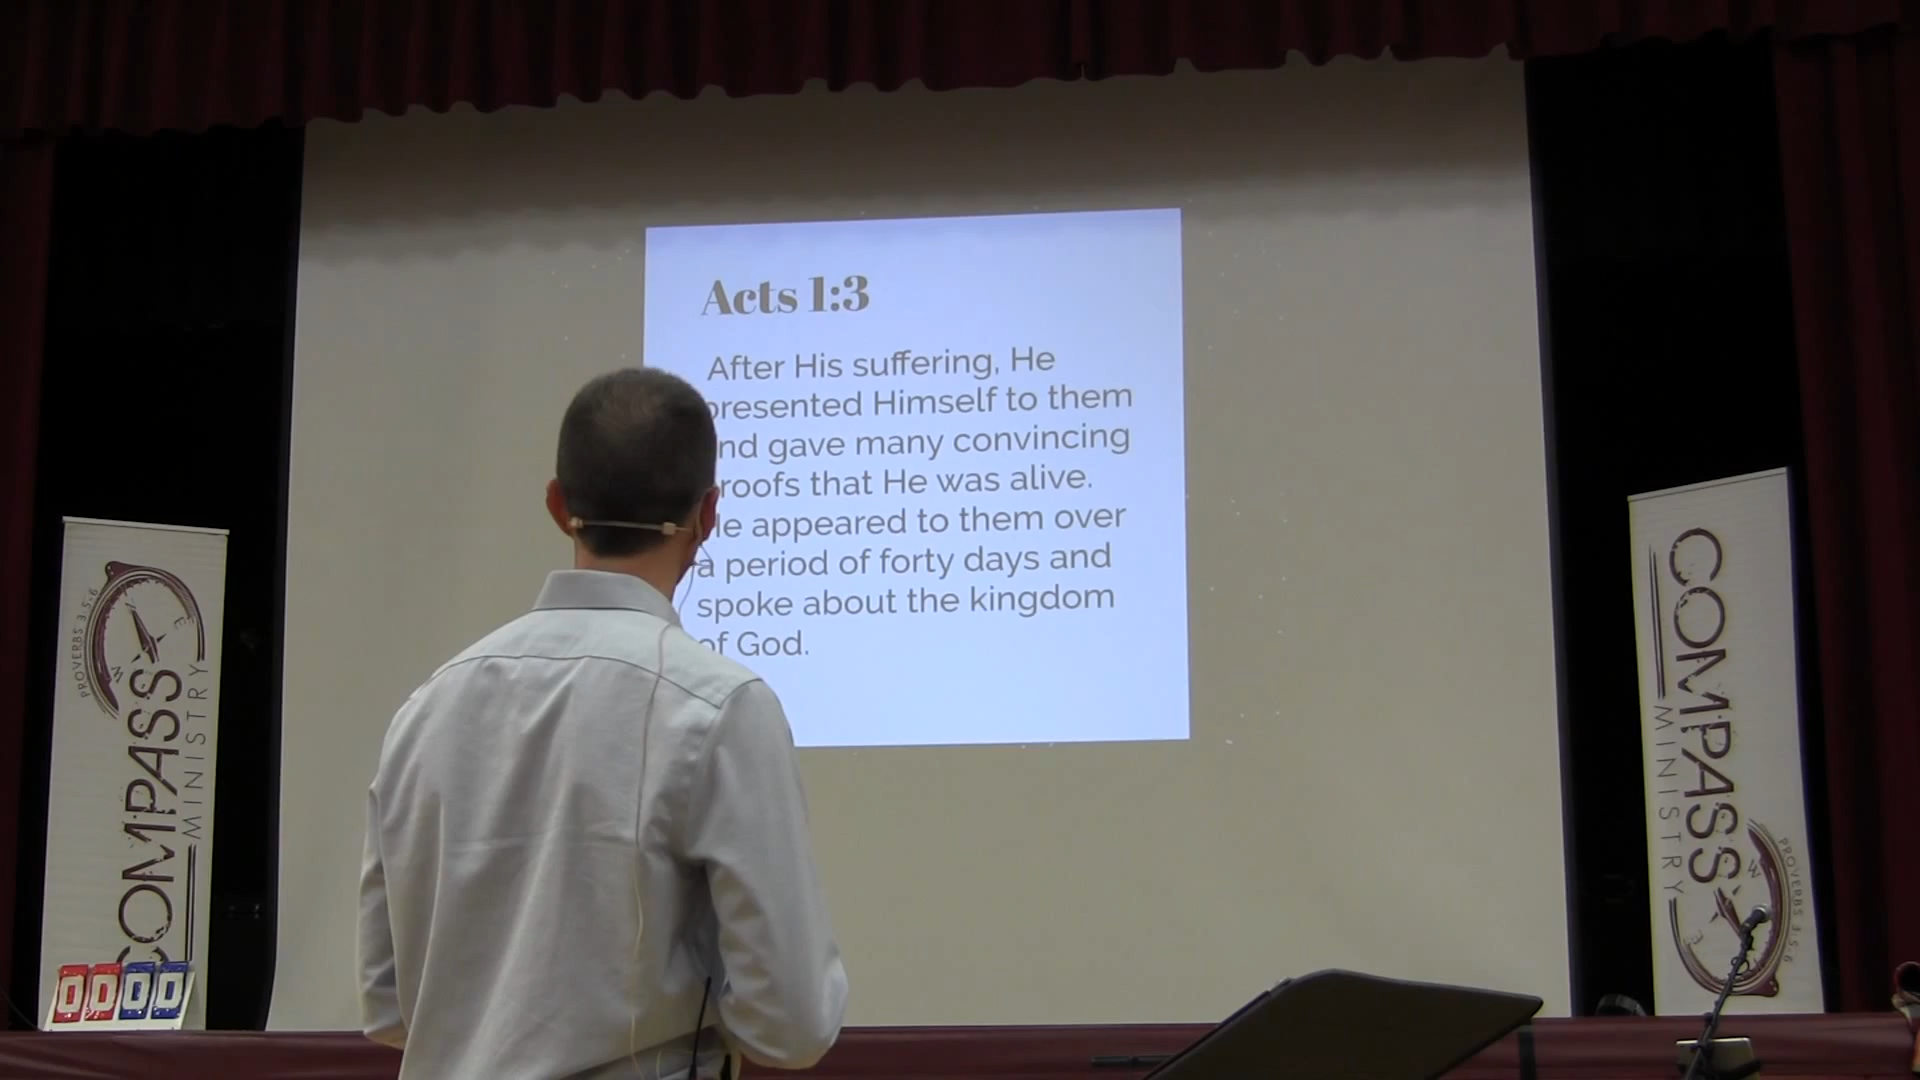 Acts 1:3
After His suffering, He
presented Himself to them
and gave many convincing
proofs that He was alive.
He appeared to them over
a period of forty days and
spoke about the kingdom
of God.
PROVERBS 3:5,6
W
E
COMPASS
MINISTRY
00 00
COMPASS
MINISTRY
W
E
PROVERBS 3:5,6